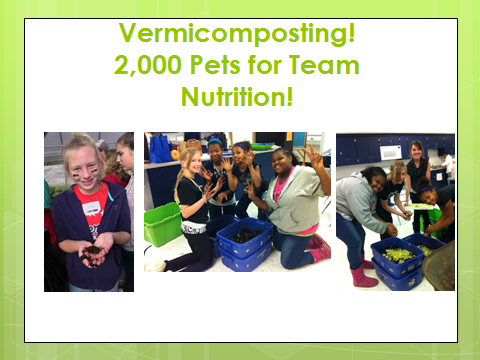 Vermicomposting!
2,000 Pets for Team
Nutrition!